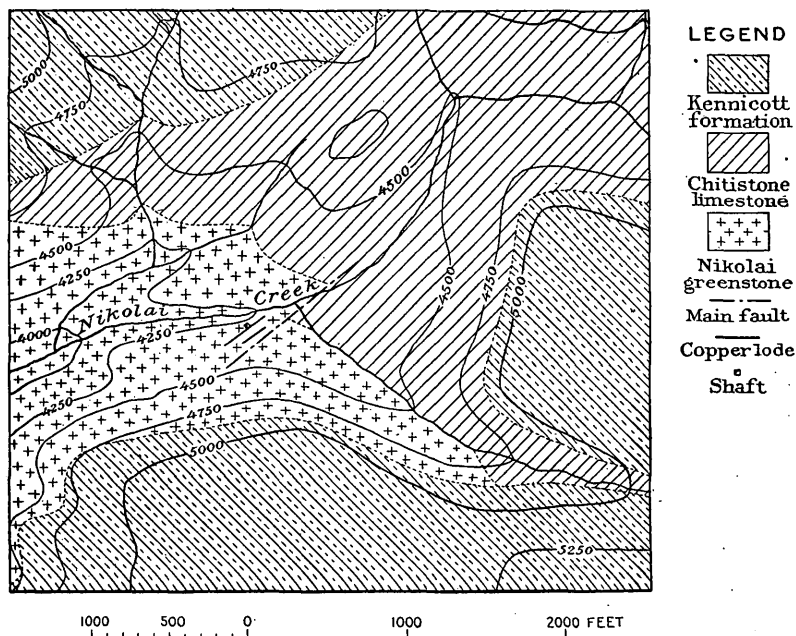 5000
4750
4750
4500
4500
4250
4000
4250
4250
4500
4750
5000
4500
4750
5000
5250
Nikolai Creek
LEGEND
Kennicott
formation
Chitistone
limestone
Nikolai
greenstone
Main fault
Copper lode
Shaft
1000 500 0 1000 2000 FEET